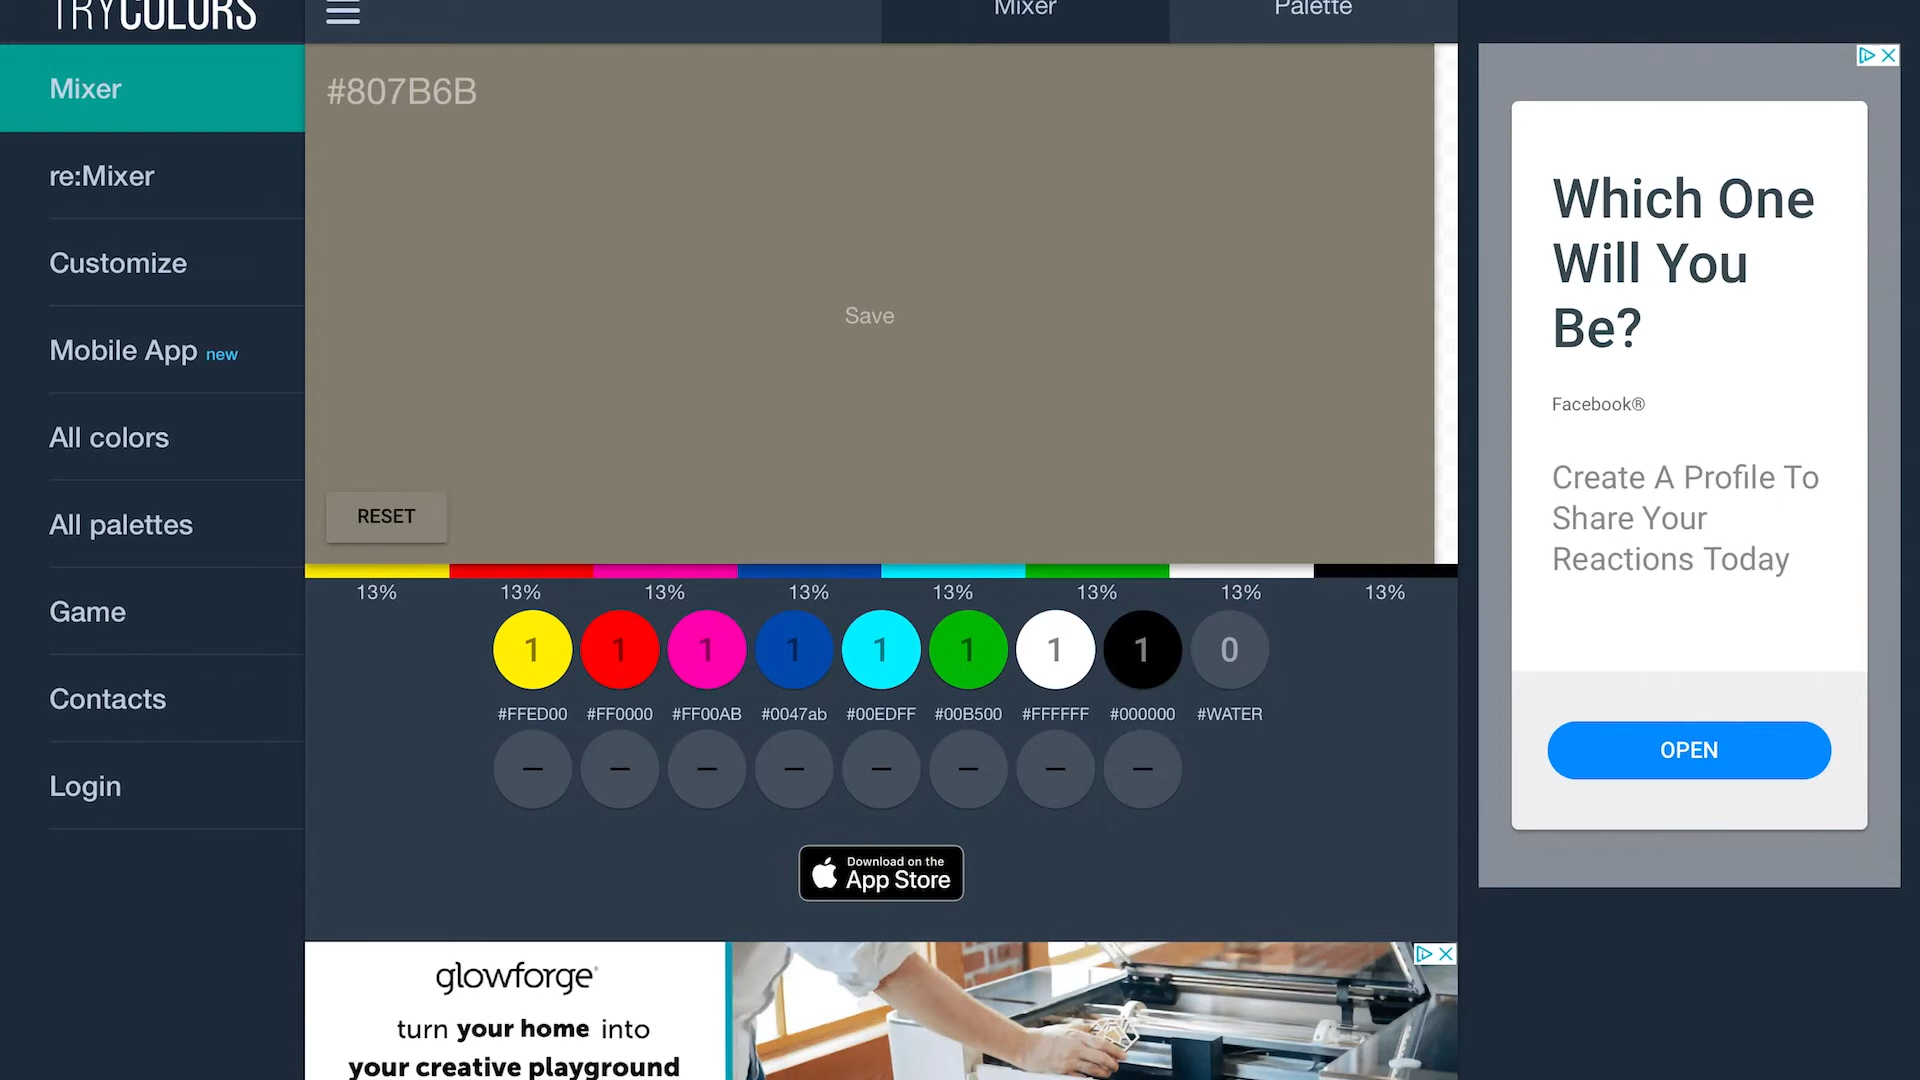 TRYCOLORS
Mixer
Palette
Mixer
re:Mixer
Customize
Mobile App new
All colors
All palettes
Game
Contacts
Login
#807B6B
Save
RESET
13% 13% 13% 13% 13% 13% 13% 13%
1 1 1 1 1 1 1 1 0
#FFED00 #FF0000 #FF00AB #0047ab #00EDFF #00B500 #FFFFFF #000000 #WATER
Download on the
App Store
glowforge
turn your home into
your creative playground
Which One
Will You
Be?
Facebook®
Create A Profile To
Share Your
Reactions Today
OPEN